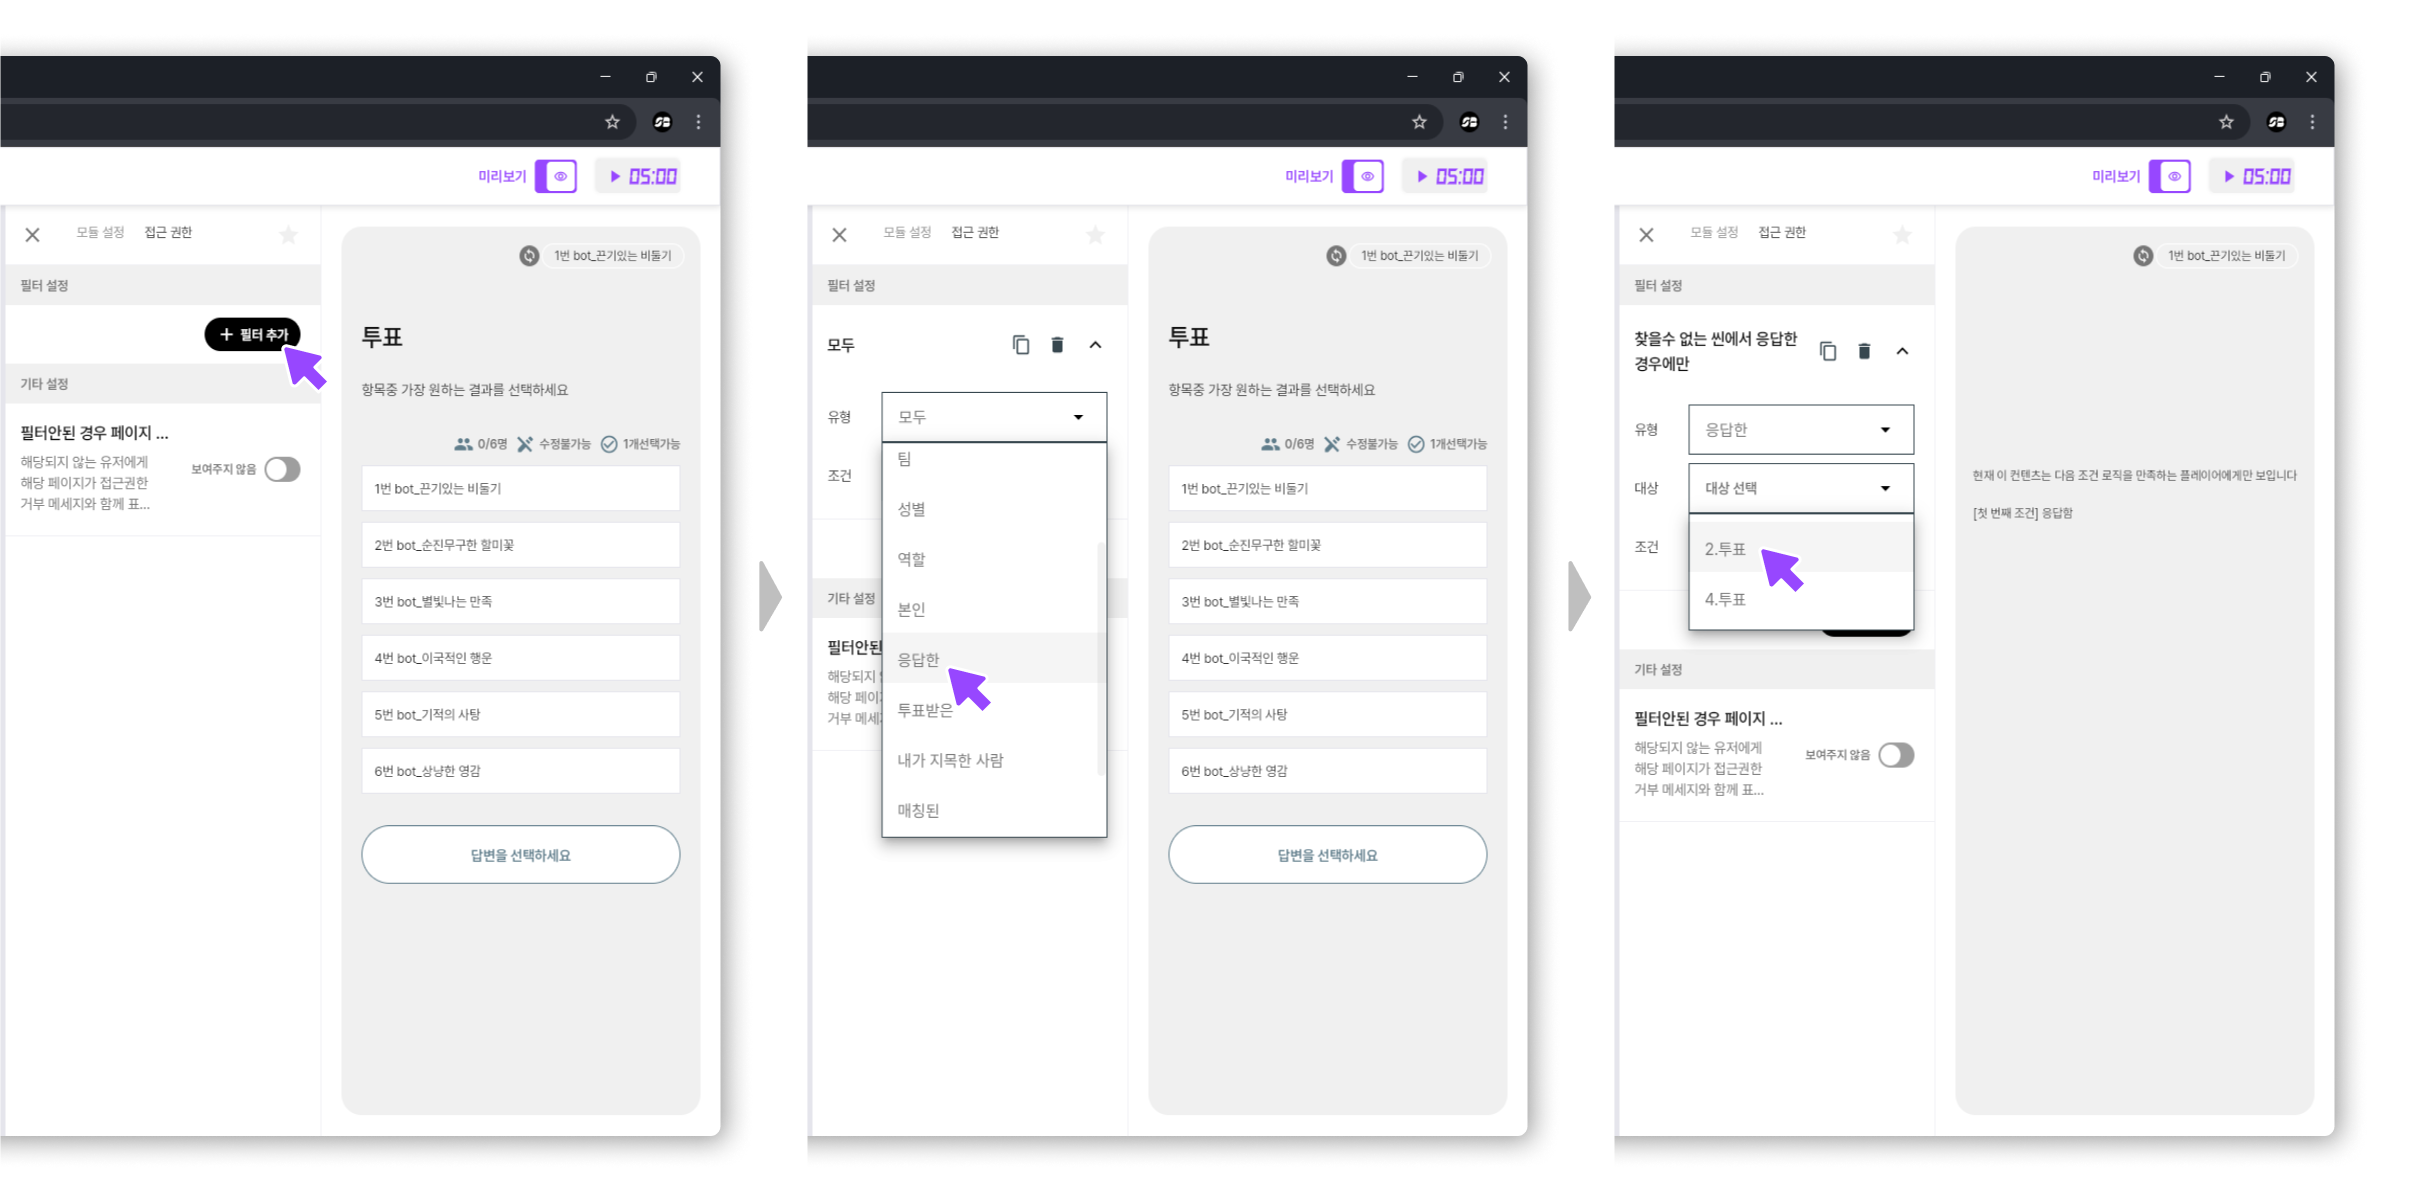 미리보기
05:00
모듈 설정 접근 권한
필터 설정
+ 필터 추가
기타 설정
필터안된 경우 페이지 ...
해당되지 않는 유저에게
해당 페이지가 접근권한
거부 메세지와 함께 표...
보여주지 않음
1번 bot_끈기있는 비둘기
투표
항목중 가장 원하는 결과를 선택하세요
0/6명 수정불가능 1개선택가능
1번 bot_끈기있는 비둘기
2번 bot_순진무구한 할미꽃
3번 bot_별빛나는 만족
4번 bot_이국적인 행운
5번 bot_기적의 사탕
6번 bot_상냥한 영감
답변을 선택하세요
미리보기
05:00
모듈 설정 접근 권한
필터 설정
모두
유형 모두
조건
팀
성별
역할
본인
응답한
투표받은
내가 지목한 사람
매칭된
기타 설정
필터안된
해당되지
해당 페이
거부 메세
1번 bot_끈기있는 비둘기
투표
항목중 가장 원하는 결과를 선택하세요
0/6명 수정불가능 1개선택가능
1번 bot_끈기있는 비둘기
2번 bot_순진무구한 할미꽃
3번 bot_별빛나는 만족
4번 bot_이국적인 행운
5번 bot_기적의 사탕
6번 bot_상냥한 영감
답변을 선택하세요
미리보기
05:00
모듈 설정 접근 권한
필터 설정
찾을수 없는 씬에서 응답한
경우에만
유형 응답한
대상 대상 선택
조건
2.투표
4.투표
기타 설정
필터안된 경우 페이지 ...
해당되지 않는 유저에게
해당 페이지가 접근권한
거부 메세지와 함께 표...
보여주지 않음
1번 bot_끈기있는 비둘기
현재 이 컨텐츠는 다음 조건 로직을 만족하는 플레이어에게만 보입니다
[첫 번째 조건] 응답함